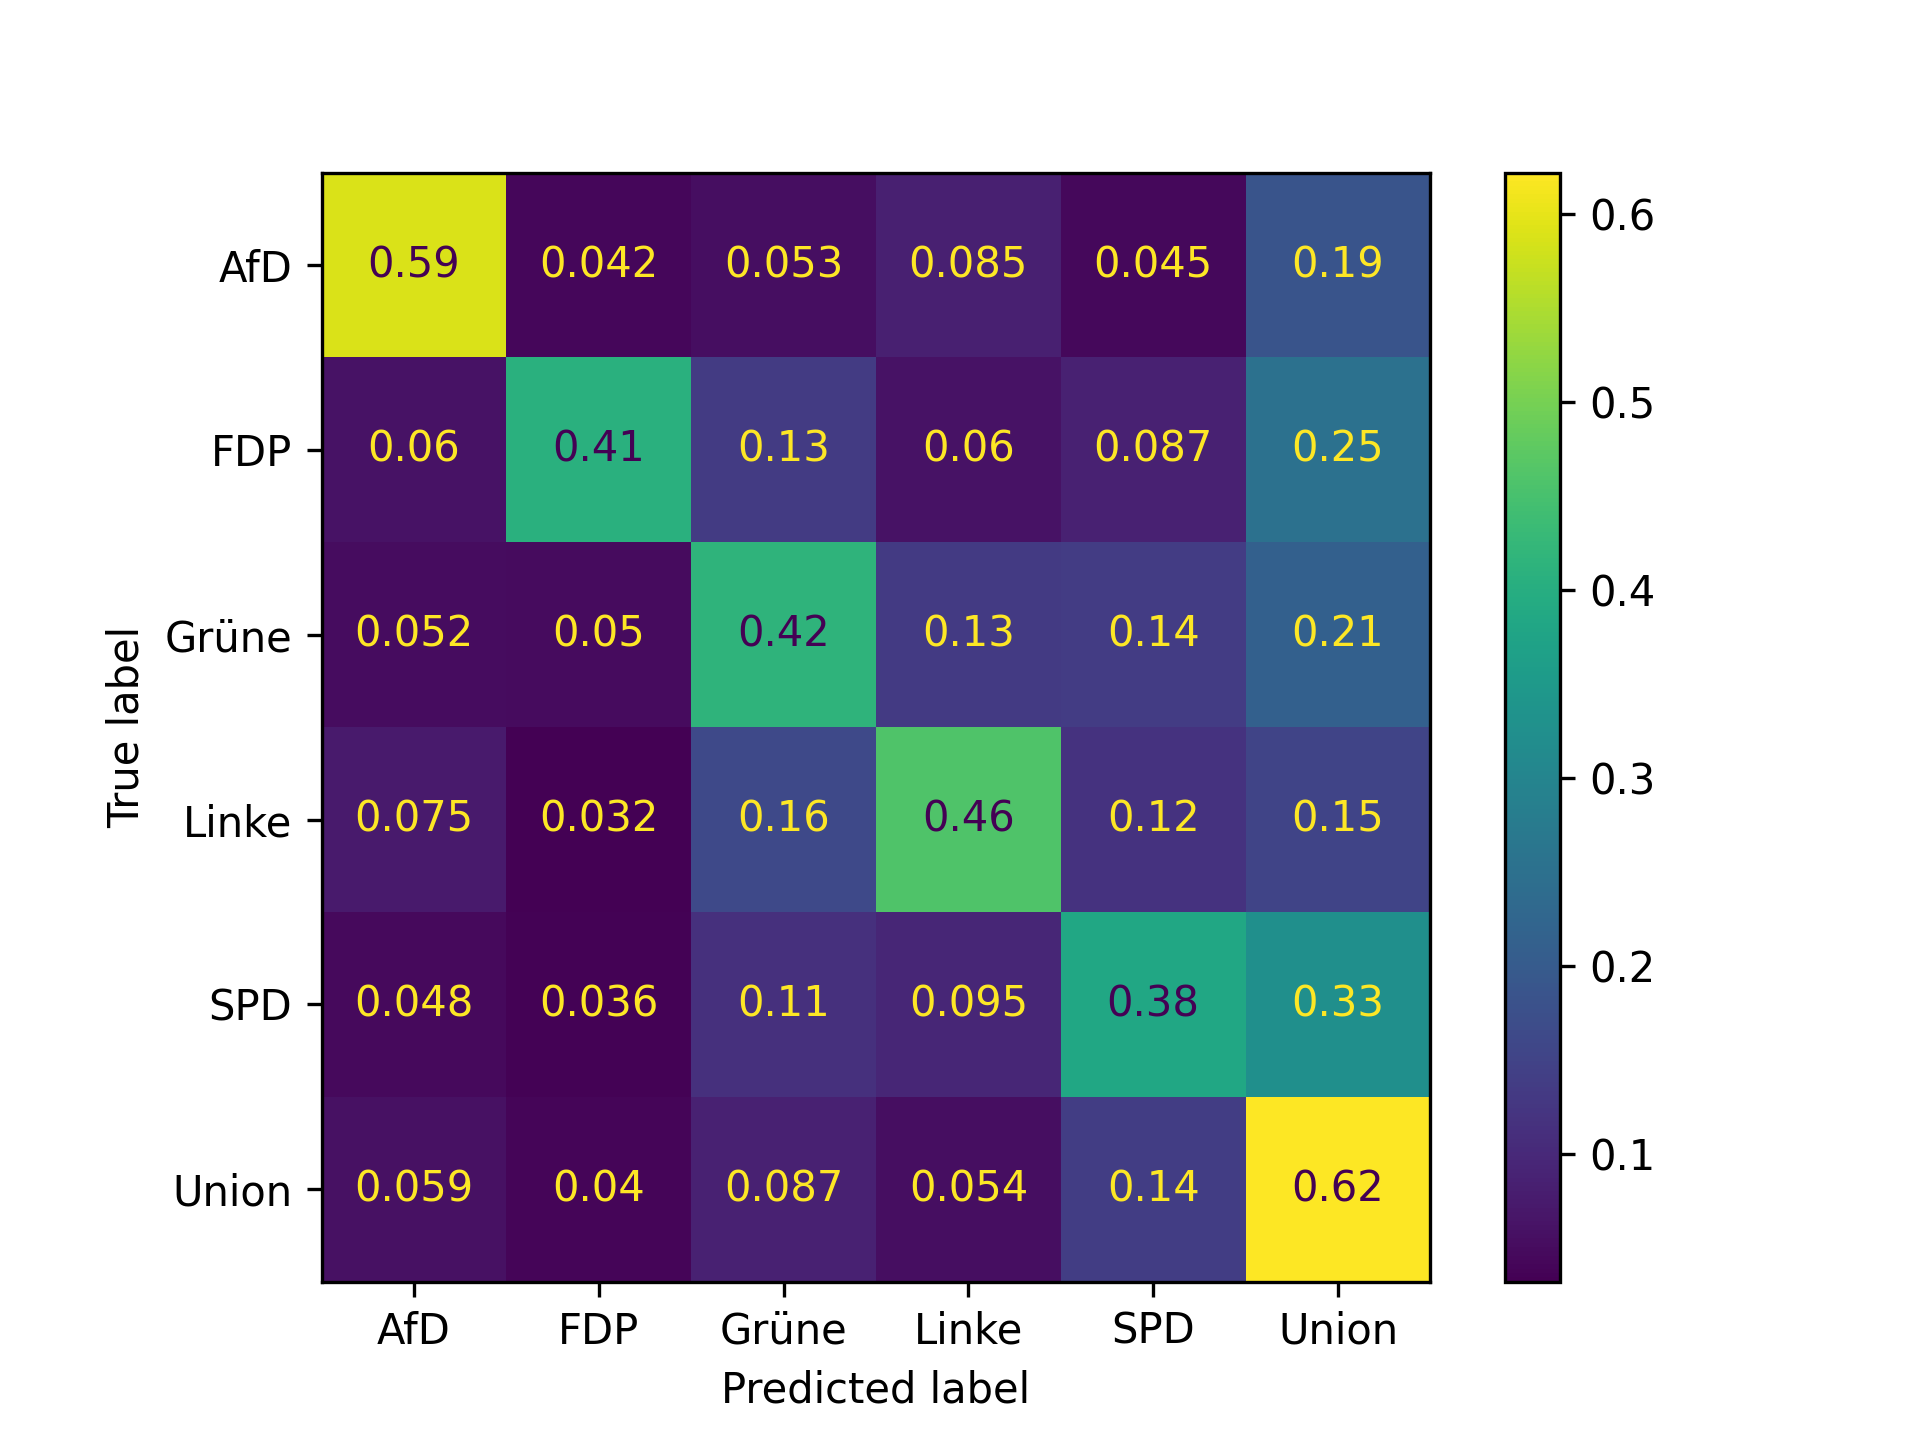 AfD 0.59 0.042 0.053 0.085 0.045 0.19
FDP 0.06 0.41 0.13 0.06 0.087 0.25
Grüne 0.052 0.05 0.42 0.13 0.14 0.21
Linke 0.075 0.032 0.16 0.46 0.12 0.15
SPD 0.048 0.036 0.11 0.095 0.38 0.33
Union 0.059 0.04 0.087 0.054 0.14 0.62
True label
AfD FDP Grüne Linke SPD Union
Predicted label
0.6
0.5
0.4
0.3
0.2
0.1